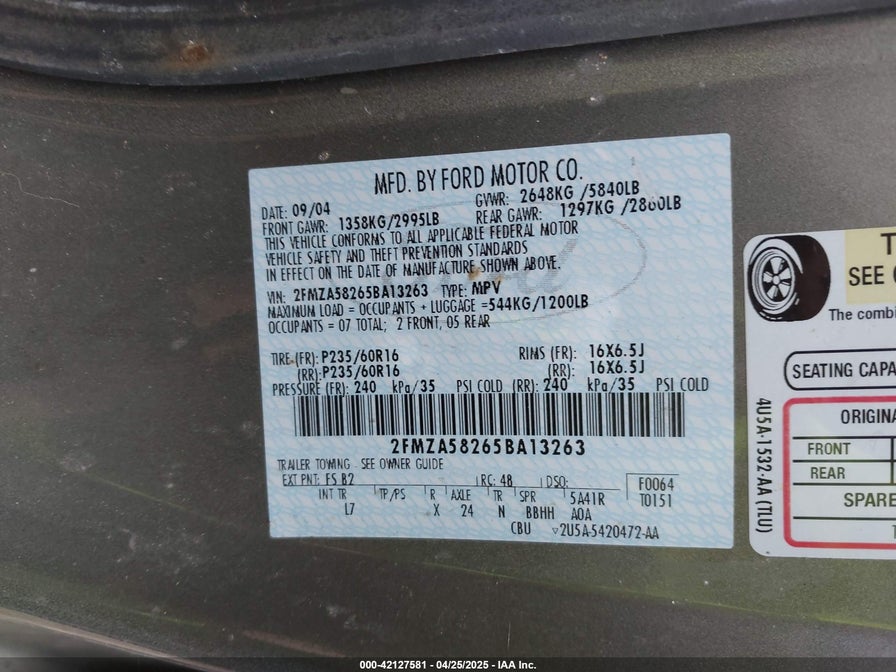 MFD. BY FORD MOTOR CO.
DATE: 09/04 GVWR: 2648KG /5840LB
FRONT GAWR: 1358KG/2995LB REAR GAWR: 1297KG /2860LB
THIS VEHICLE CONFORMS TO ALL APPLICABLE FEDERAL MOTOR
VEHICLE SAFETY AND THEFT PREVENTION STANDARDS
IN EFFECT ON THE DATE OF MANUFACTURE SHOWN ABOVE.
VIN: 2FMZA58265BA13263 TYPE: MPV
MAXIMUM LOAD = OCCUPANTS + LUGGAGE =544KG/1200LB
OCCUPANTS = 07 TOTAL; 2 FRONT, 05 REAR
TIRE (FR): P235/60R16 RIMS (FR): 16X6.5J
(RR): P235/60R16 (RR): 16X6.5J
PRESSURE (FR): 240 kPa/35 PSI COLD (RR): 240 kPa/35 PSI COLD
2FMZA58265BA13263
TRAILER TOWING - SEE OWNER GUIDE
EXT PNT: FS B2 RC: 48 DSO: F0064
INT TR TP/PS R AXLE TR SPR 5A41R T0151
L7 X 24 N BBHH AOA
CBU ▽2U5A-5420472-AA
T
SEE O
The combi
SEATING CAPA
ORIGINA
FRONT
REAR
SPARE
T
4U5A-1532-AA (TLU)
000-42127581 - 04/25/2025 - IAA Inc.